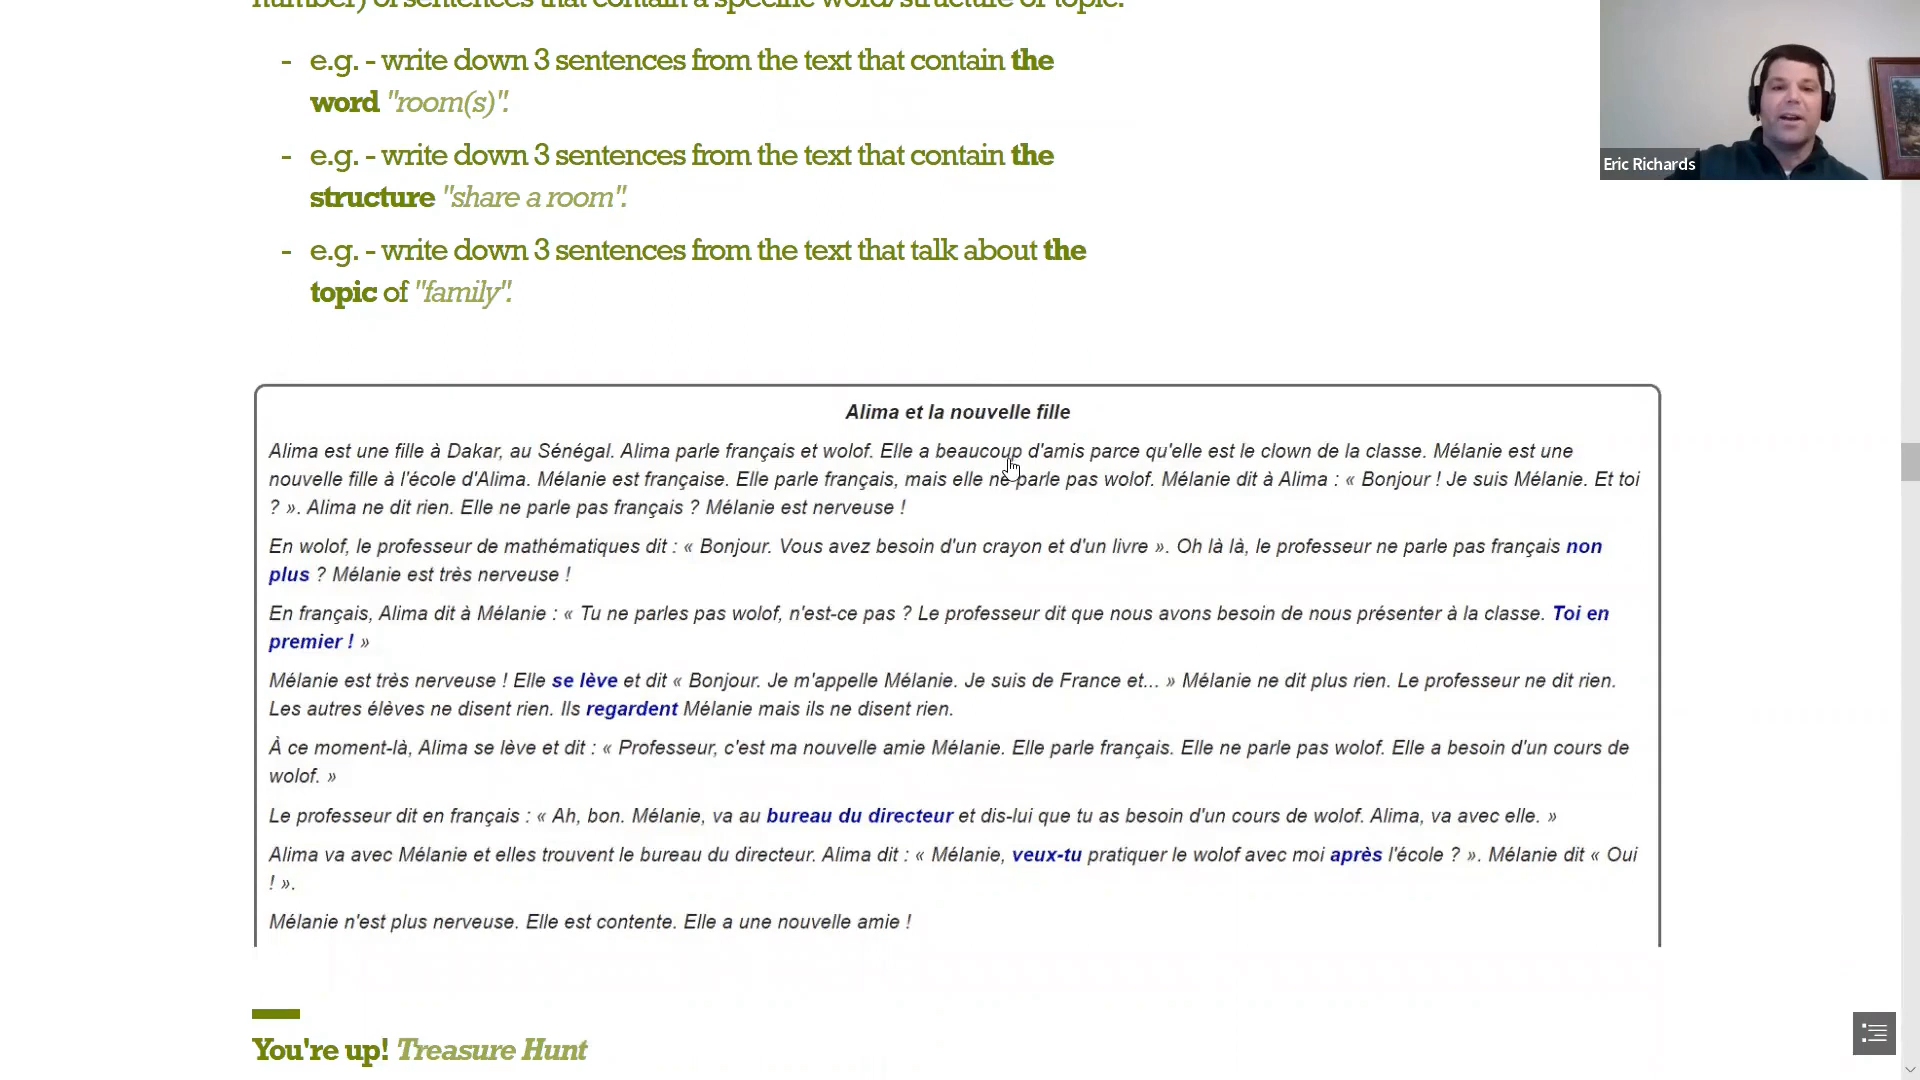 number) of sentences that contain a specific word/structure or topic.
- e.g. - write down 3 sentences from the text that contain the
word "room(s)".
- e.g. - write down 3 sentences from the text that contain the
structure "share a room".
- e.g. - write down 3 sentences from the text that talk about the
topic of "family".
Eric Richards
Alima et la nouvelle fille
Alima est une fille à Dakar, au Sénégal. Alima parle français et wolof. Elle a beaucoup d'amis parce qu'elle est le clown de la classe. Mélanie est une
nouvelle fille à l'école d'Alima. Mélanie est française. Elle parle français, mais elle ne parle pas wolof. Mélanie dit à Alima : « Bonjour ! Je suis Mélanie. Et toi
? ». Alima ne dit rien. Elle ne parle pas français ? Mélanie est nerveuse !
En wolof, le professeur de mathématiques dit : « Bonjour. Vous avez besoin d'un crayon et d'un livre ». Oh là là, le professeur ne parle pas français non
plus ? Mélanie est très nerveuse !
En français, Alima dit à Mélanie : « Tu ne parles pas wolof, n'est-ce pas ? Le professeur dit que nous avons besoin de nous présenter à la classe. Toi en
premier ! »
Mélanie est très nerveuse ! Elle se lève et dit « Bonjour. Je m'appelle Mélanie. Je suis de France et... » Mélanie ne dit plus rien. Le professeur ne dit rien.
Les autres élèves ne disent rien. Ils regardent Mélanie mais ils ne disent rien.
À ce moment-là, Alima se lève et dit : « Professeur, c'est ma nouvelle amie Mélanie. Elle parle français. Elle ne parle pas wolof. Elle a besoin d'un cours de
wolof. »
Le professeur dit en français : « Ah, bon. Mélanie, va au bureau du directeur et dis-lui que tu as besoin d'un cours de wolof. Alima, va avec elle. »
Alima va avec Mélanie et elles trouvent le bureau du directeur. Alima dit : « Mélanie, veux-tu pratiquer le wolof avec moi après l'école ? ». Mélanie dit « Oui
! ».
Mélanie n'est plus nerveuse. Elle est contente. Elle a une nouvelle amie !
You're up! Treasure Hunt